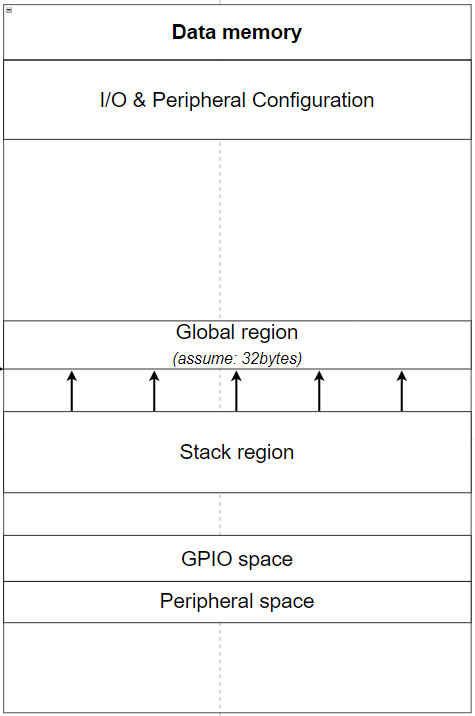 Data memory
I/O & Peripheral Configuration
Global region
(assume: 32bytes)
Stack region
GPIO space
Peripheral space